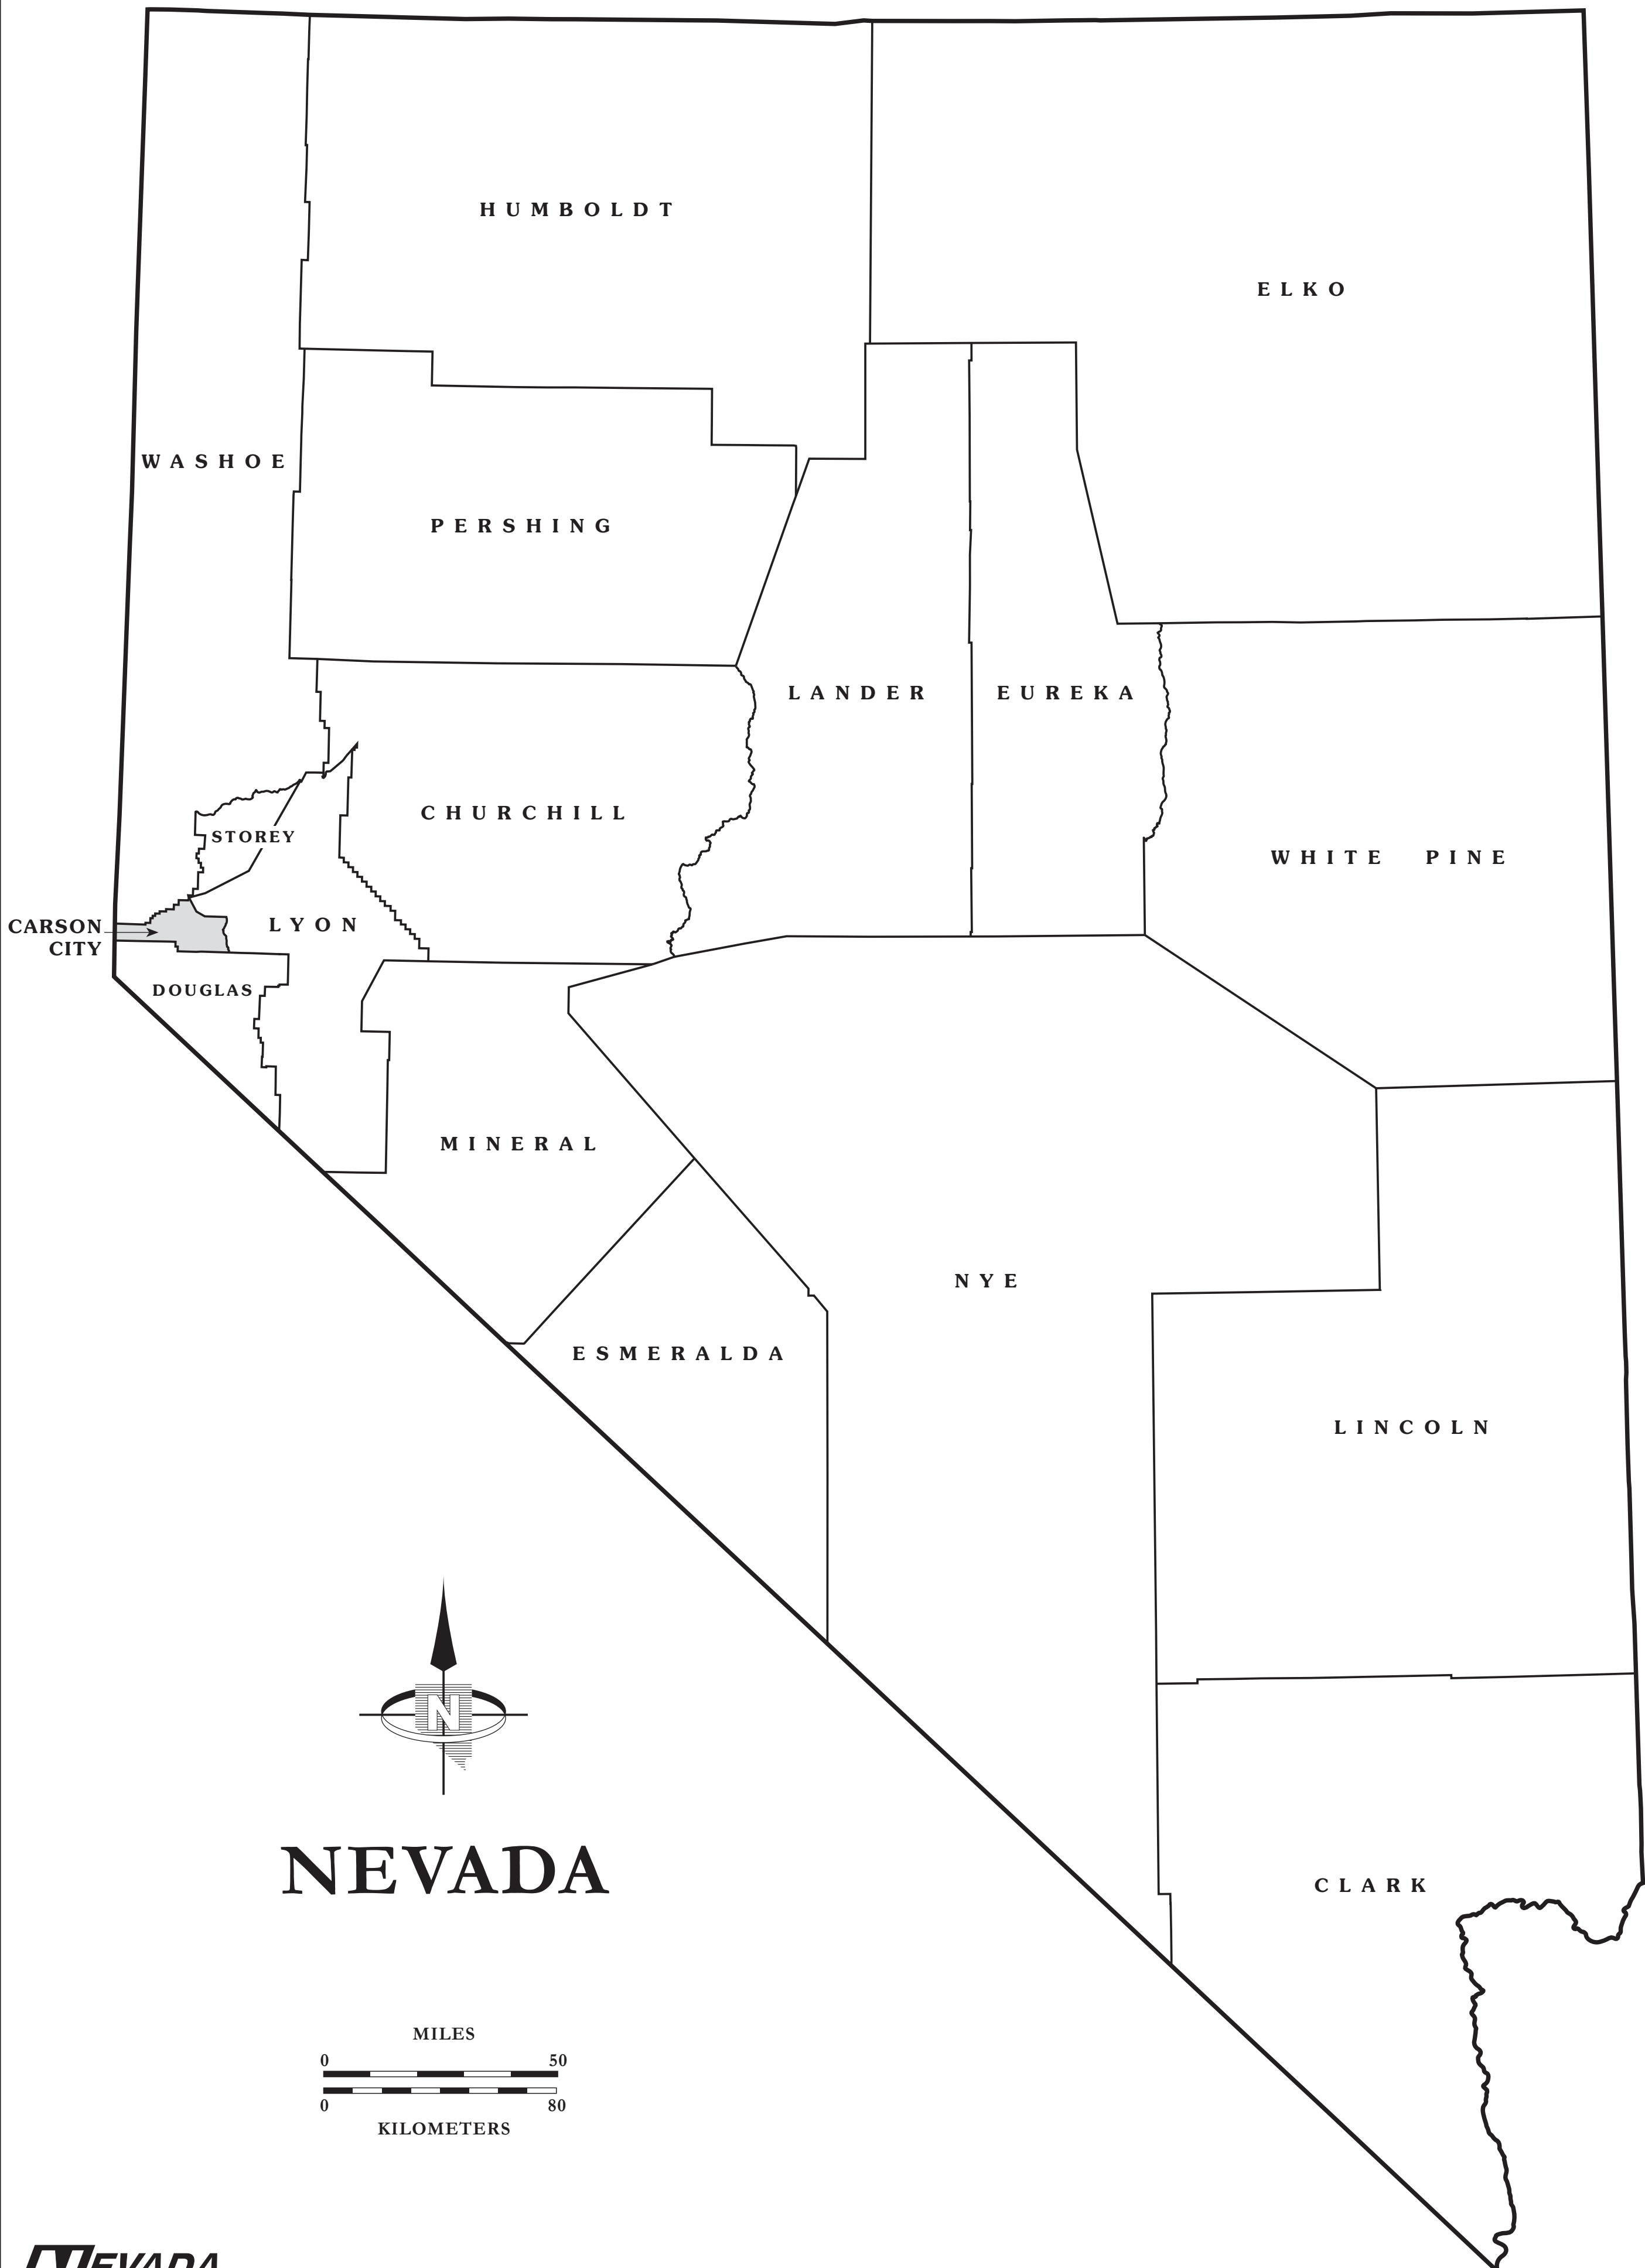 HUMBOLDT
ELKO
WASHOE
PERSHING
LANDER
EUREKA
CHURCHILL
STOREY
WHITE PINE
CARSON
CITY
LYON
DOUGLAS
MINERAL
NYE
ESMERALDA
LINCOLN
N
NEVADA
CLARK
MILES
0 50
0 80
KILOMETERS
NEVADA